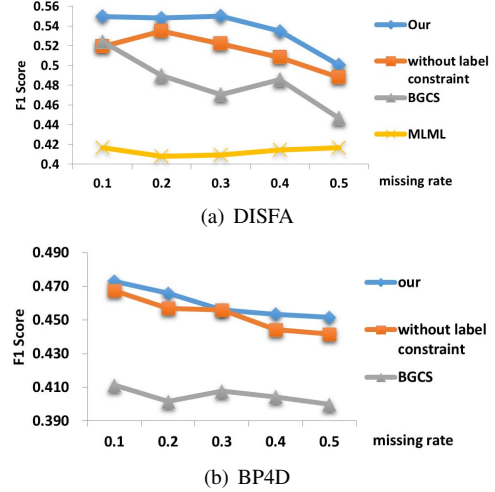 0.56
0.54
0.52
0.5
0.48
0.46
0.44
0.42
0.4
F1 Score
0.1 0.2 0.3 0.4 0.5 missing rate
Our
without label
constraint
BGCS
MLML
(a) DISFA
0.490
0.470
0.450
0.430
0.410
0.390
F1 Score
0.1 0.2 0.3 0.4 0.5 missing rate
our
without label
constraint
BGCS
(b) BP4D